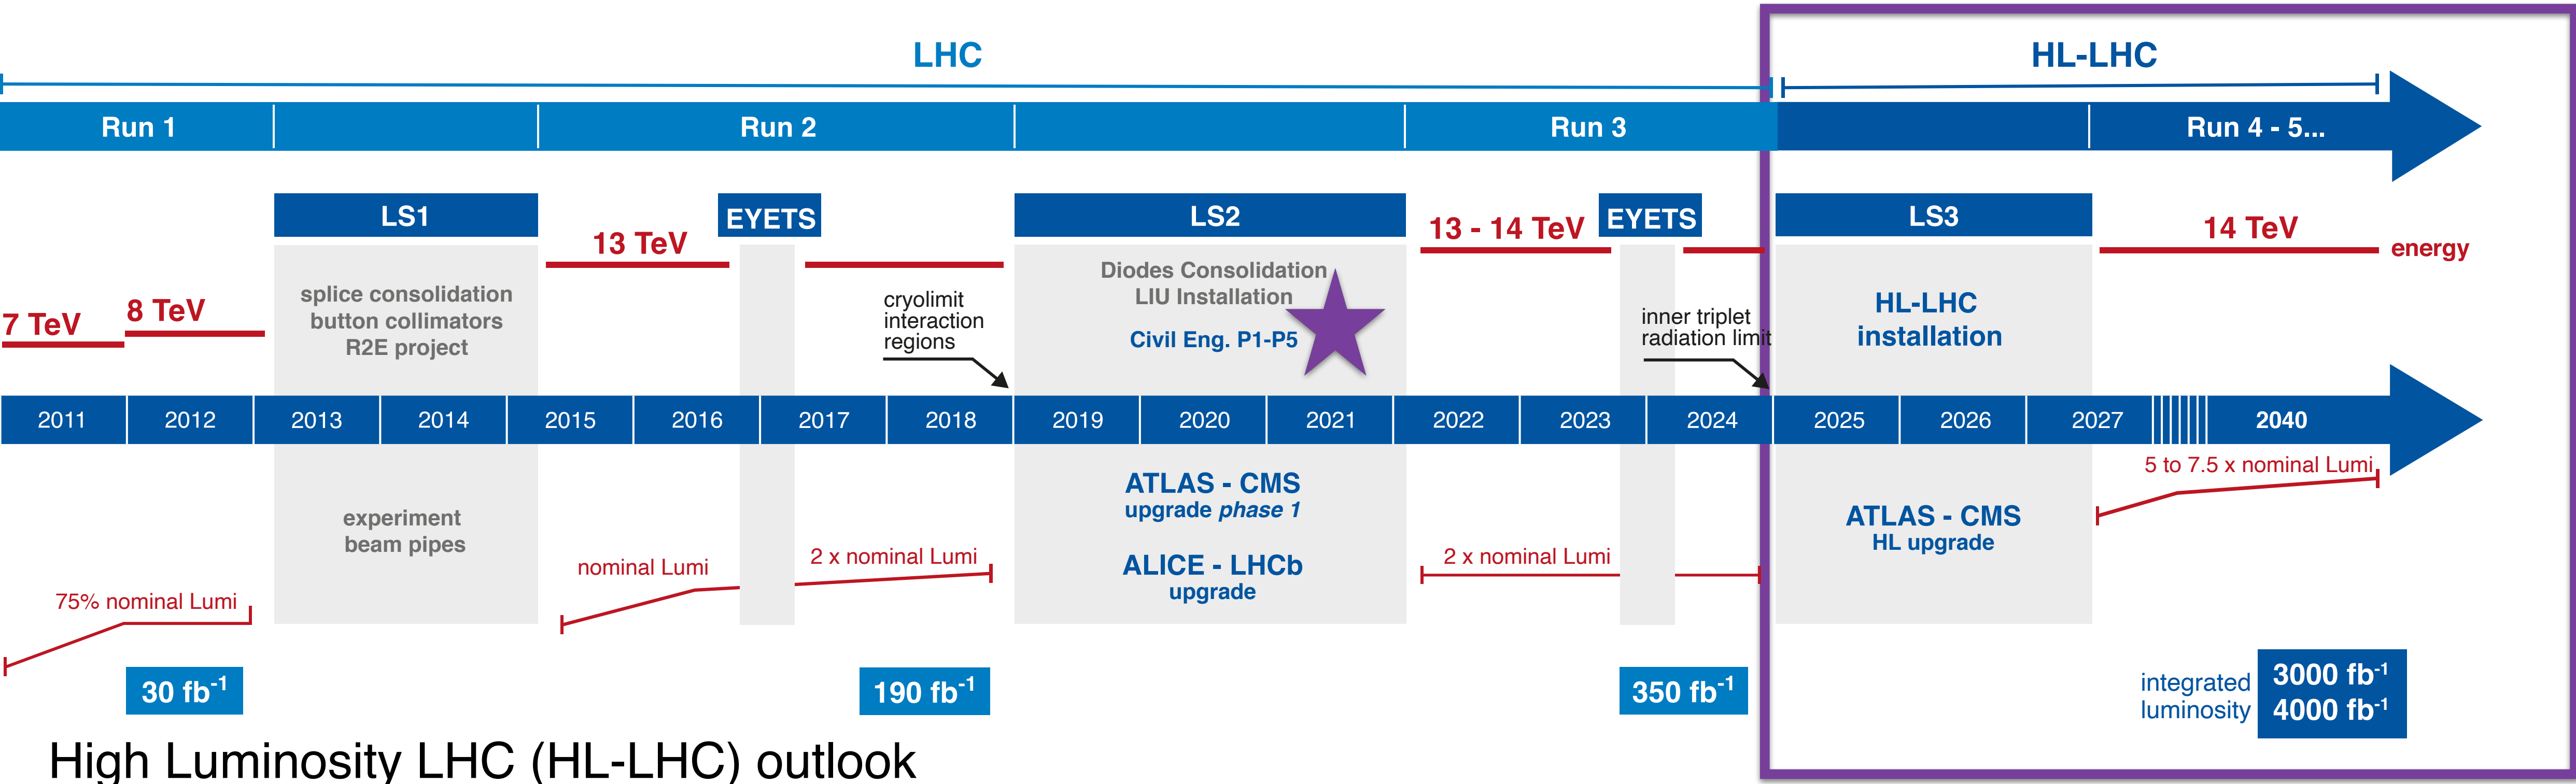 LHC
HL-LHC
Run 1
Run 2
Run 3
Run 4 - 5...
LS1
EYETS
LS2
EYETS
LS3
13 TeV
13 - 14 TeV
14 TeV
energy
7 TeV
8 TeV
splice consolidation
button collimators
R2E project
cryolimit
interaction
regions
Diodes Consolidation
LIU Installation
Civil Eng. P1-P5
inner triplet
radiation limit
HL-LHC
installation
2011
2012
2013
2014
2015
2016
2017
2018
2019
2020
2021
2022
2023
2024
2025
2026
2027
2040
experiment
beam pipes
ATLAS - CMS
upgrade phase 1
ALICE - LHCb
upgrade
ATLAS - CMS
HL upgrade
5 to 7.5 x nominal Lumi
75% nominal Lumi
nominal Lumi
2 x nominal Lumi
2 x nominal Lumi
30 fb⁻¹
190 fb⁻¹
350 fb⁻¹
integrated
luminosity
3000 fb⁻¹
4000 fb⁻¹
High Luminosity LHC (HL-LHC) outlook